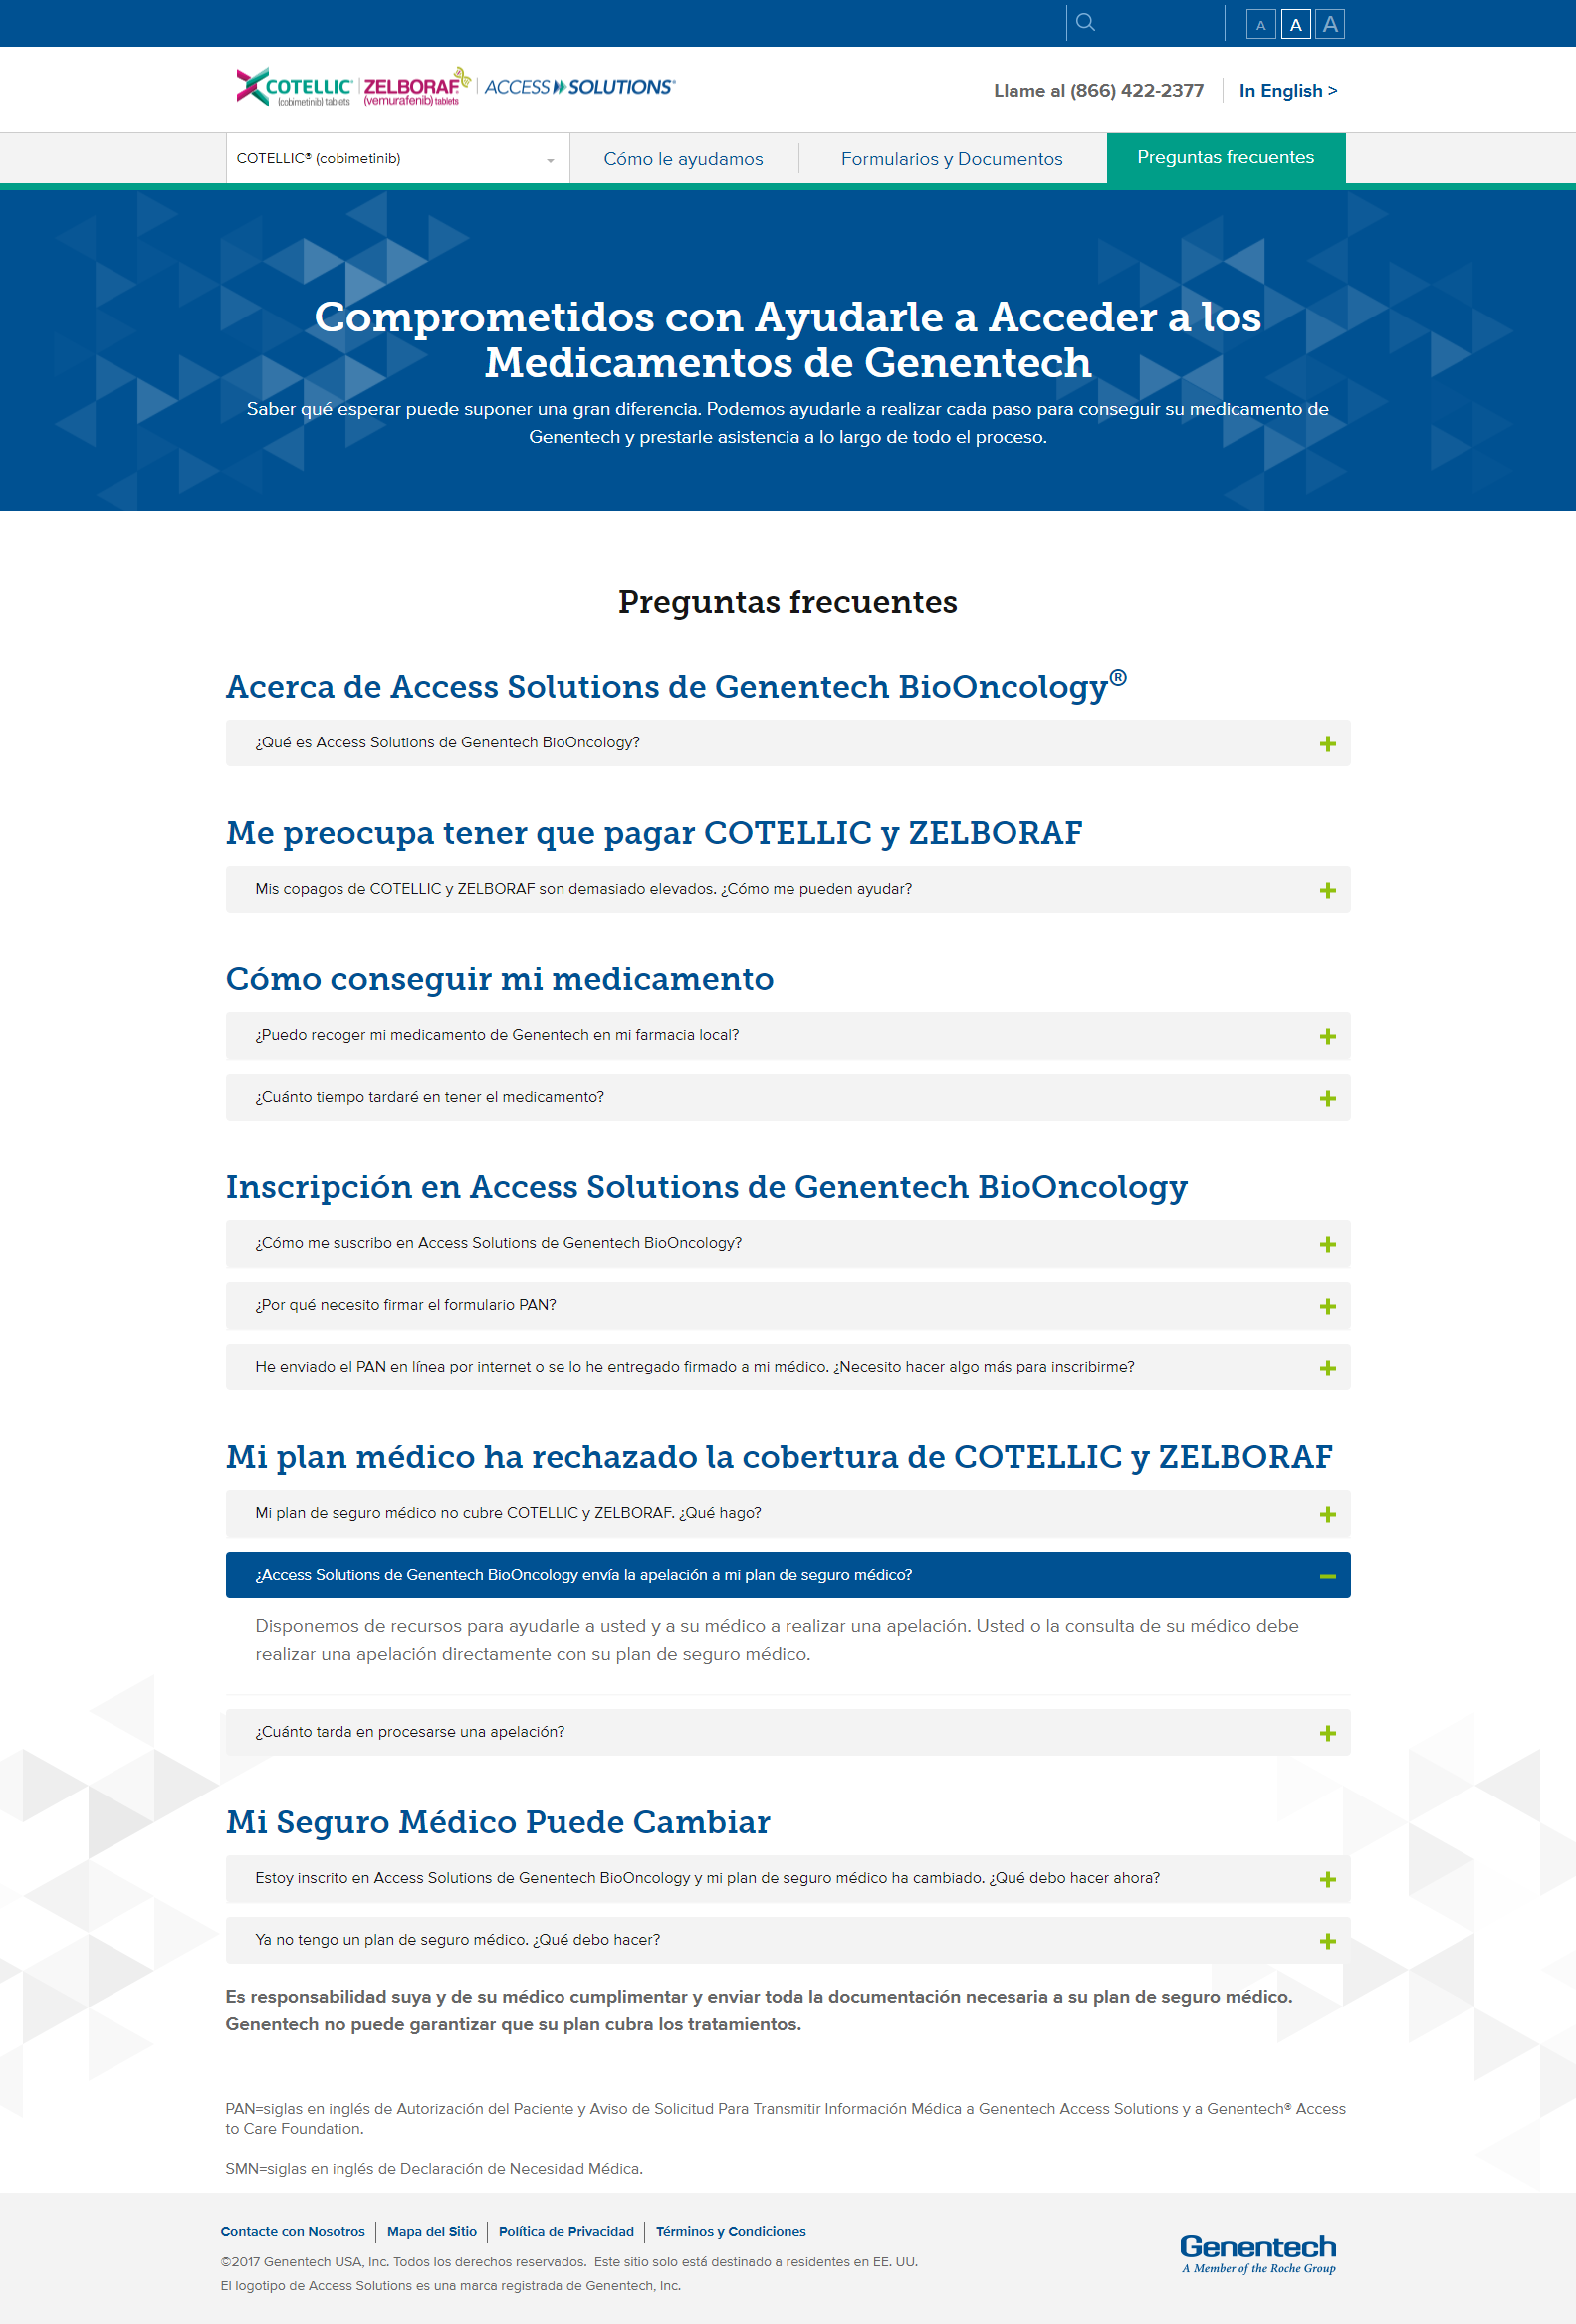 A A A
COTELLIC® ZELBORAF® ACCESS SOLUTIONS®
(cobimetinib) tablets (vemurafenib) tablets
Llame al (866) 422-2377 In English >
COTELLIC® (cobimetinib) Cómo le ayudamos Formularios y Documentos Preguntas frecuentes
Comprometidos con Ayudarle a Acceder a los
Medicamentos de Genentech
Saber qué esperar puede suponer una gran diferencia. Podemos ayudarle a realizar cada paso para conseguir su medicamento de
Genentech y prestarle asistencia a lo largo de todo el proceso.
Preguntas frecuentes
Acerca de Access Solutions de Genentech BioOncology®
¿Qué es Access Solutions de Genentech BioOncology?
Me preocupa tener que pagar COTELLIC y ZELBORAF
Mis copagos de COTELLIC y ZELBORAF son demasiado elevados. ¿Cómo me pueden ayudar?
Cómo conseguir mi medicamento
¿Puedo recoger mi medicamento de Genentech en mi farmacia local?
¿Cuánto tiempo tardaré en tener el medicamento?
Inscripción en Access Solutions de Genentech BioOncology
¿Cómo me suscribo en Access Solutions de Genentech BioOncology?
¿Por qué necesito firmar el formulario PAN?
He enviado el PAN en línea por internet o se lo he entregado firmado a mi médico. ¿Necesito hacer algo más para inscribirme?
Mi plan médico ha rechazado la cobertura de COTELLIC y ZELBORAF
Mi plan de seguro médico no cubre COTELLIC y ZELBORAF. ¿Qué hago?
¿Access Solutions de Genentech BioOncology envía la apelación a mi plan de seguro médico?
Disponemos de recursos para ayudarle a usted y a su médico a realizar una apelación. Usted o la consulta de su médico debe
realizar una apelación directamente con su plan de seguro médico.
¿Cuánto tarda en procesarse una apelación?
Mi Seguro Médico Puede Cambiar
Estoy inscrito en Access Solutions de Genentech BioOncology y mi plan de seguro médico ha cambiado. ¿Qué debo hacer ahora?
Ya no tengo un plan de seguro médico. ¿Qué debo hacer?
Es responsabilidad suya y de su médico cumplimentar y enviar toda la documentación necesaria a su plan de seguro médico.
Genentech no puede garantizar que su plan cubra los tratamientos.
PAN=siglas en inglés de Autorización del Paciente y Aviso de Solicitud Para Transmitir Información Médica a Genentech Access Solutions y a Genentech® Access
to Care Foundation.
SMN=siglas en inglés de Declaración de Necesidad Médica.
Contacte con Nosotros Mapa del Sitio Política de Privacidad Términos y Condiciones
©2017 Genentech USA, Inc. Todos los derechos reservados. Este sitio solo está destinado a residentes en EE. UU.
El logotipo de Access Solutions es una marca registrada de Genentech, Inc.
Genentech
A Member of the Roche Group